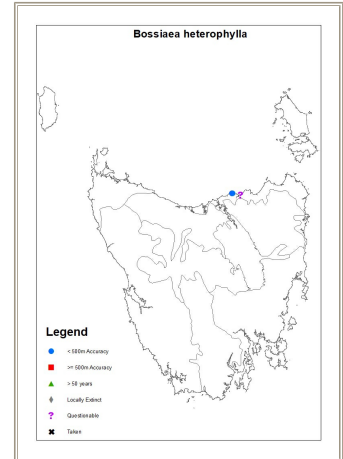 Bossiaea heterophylla
?
Legend
< 500m Accuracy
>= 500m Accuracy
> 50 years
Locally Extinct
? Questionable
Taken